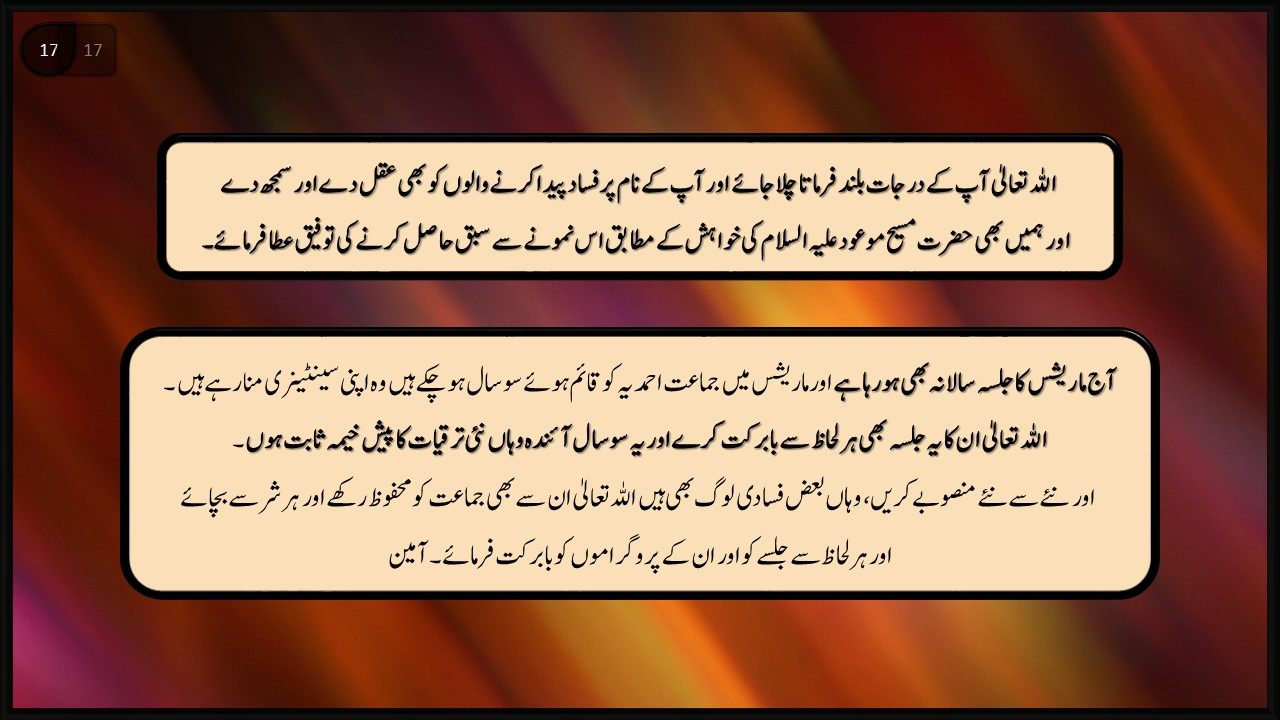 17 17
اللہ تعالیٰ آپ کے درجات بلند فرماتا چلا جائے اور آپ کے نام پر فساد پیدا کرنے والوں کو بھی عقل دے اور سمجھ دے
اور ہمیں بھی حضرت مسیح موعود علیہ السلام کی خواہش کے مطابق اس نمونے سے سبق حاصل کرنے کی توفیق عطا فرمائے۔
آج ماریشس کا جلسہ سالانہ بھی ہو رہا ہے اور ماریشس میں جماعت احمدیہ کو قائم ہوئے سو سال ہو چکے ہیں وہ اپنی سینٹینری منا رہے ہیں۔
اللہ تعالیٰ ان کا یہ جلسہ بھی ہر لحاظ سے بابرکت کرے اور یہ سو سال آئندہ وہاں نئی ترقیات کا پیش خیمہ ثابت ہوں۔
اور نئے سے نئے منصوبے کریں، وہاں بعض فسادی لوگ بھی ہیں اللہ تعالیٰ ان سے بھی جماعت کو محفوظ رکھے اور ہر شر سے بچائے
اور ہر لحاظ سے جلسے کو اور ان کے پروگراموں کو بابرکت فرمائے۔ آمین